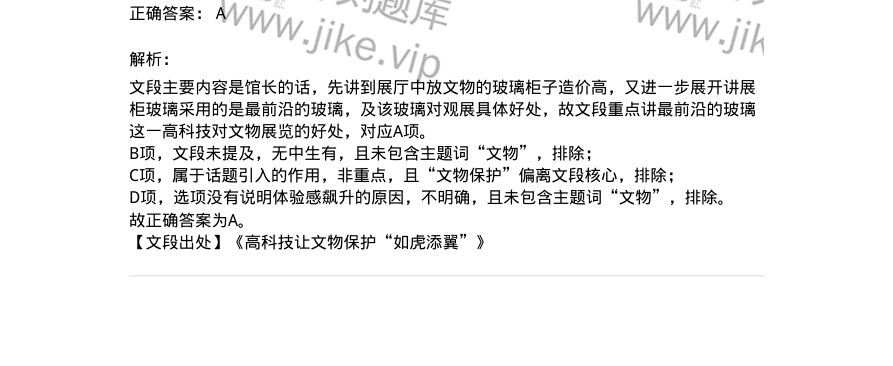 刻题库
www.jike.vip
www.ji
正确答案： A
解析：
文段主要内容是馆长的话，先讲到展厅中放文物的玻璃柜子造价高，又进一步展开讲展
柜玻璃采用的是最前沿的玻璃，及该玻璃对观展具体好处，故文段重点讲最前沿的玻璃
这一高科技对文物展览的好处，对应A项。
B项，文段未提及，无中生有，且未包含主题词“文物”，排除；
C项，属于话题引入的作用，非重点，且“文物保护”偏离文段核心，排除；
D项，选项没有说明体验感飙升的原因，不明确，且未包含主题词“文物”，排除。
故正确答案为A。
【文段出处】《高科技让文物保护“如虎添翼”》